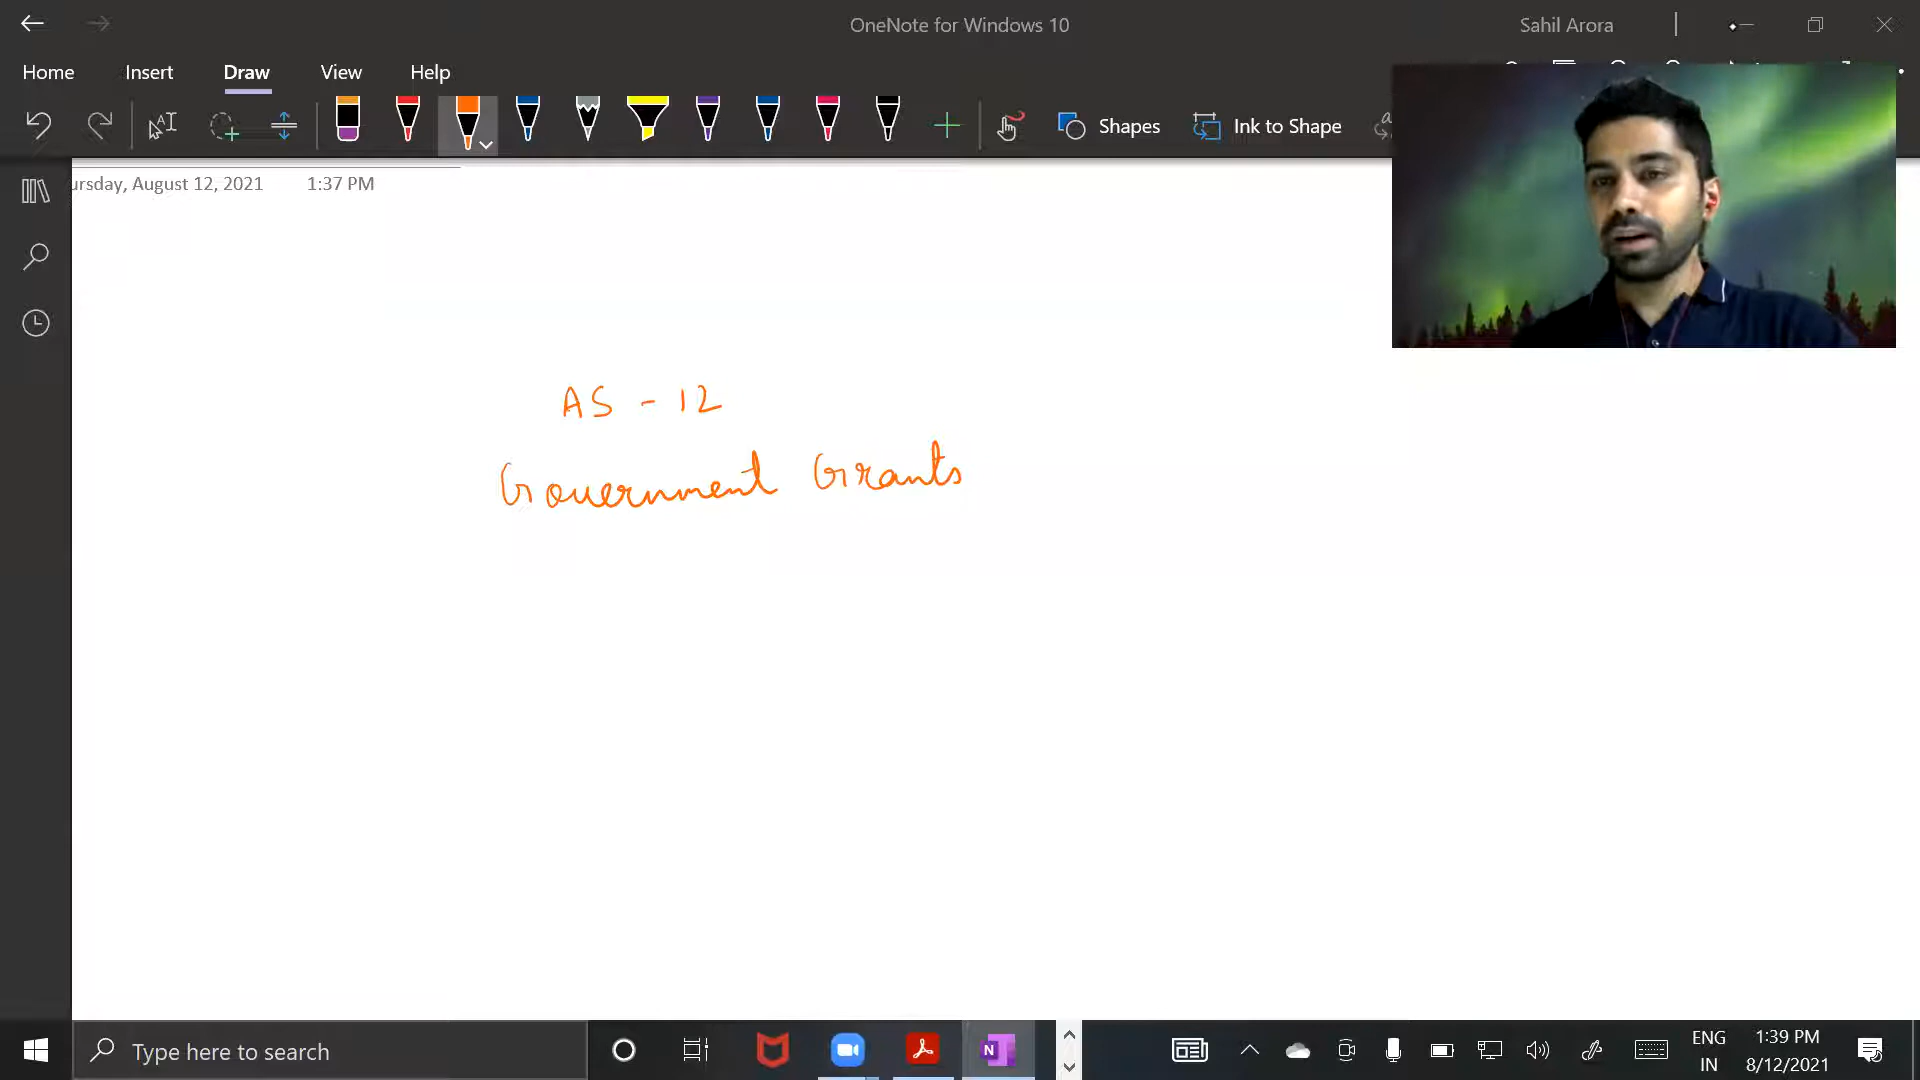 OneNote for Windows 10
Sahil Arora
Home Insert Draw View Help
Shapes
Ink to Shape
ursday, August 12, 2021 1:37 PM
AS - 12
Government Grants
Type here to search
ENG
IN
1:39 PM
8/12/2021